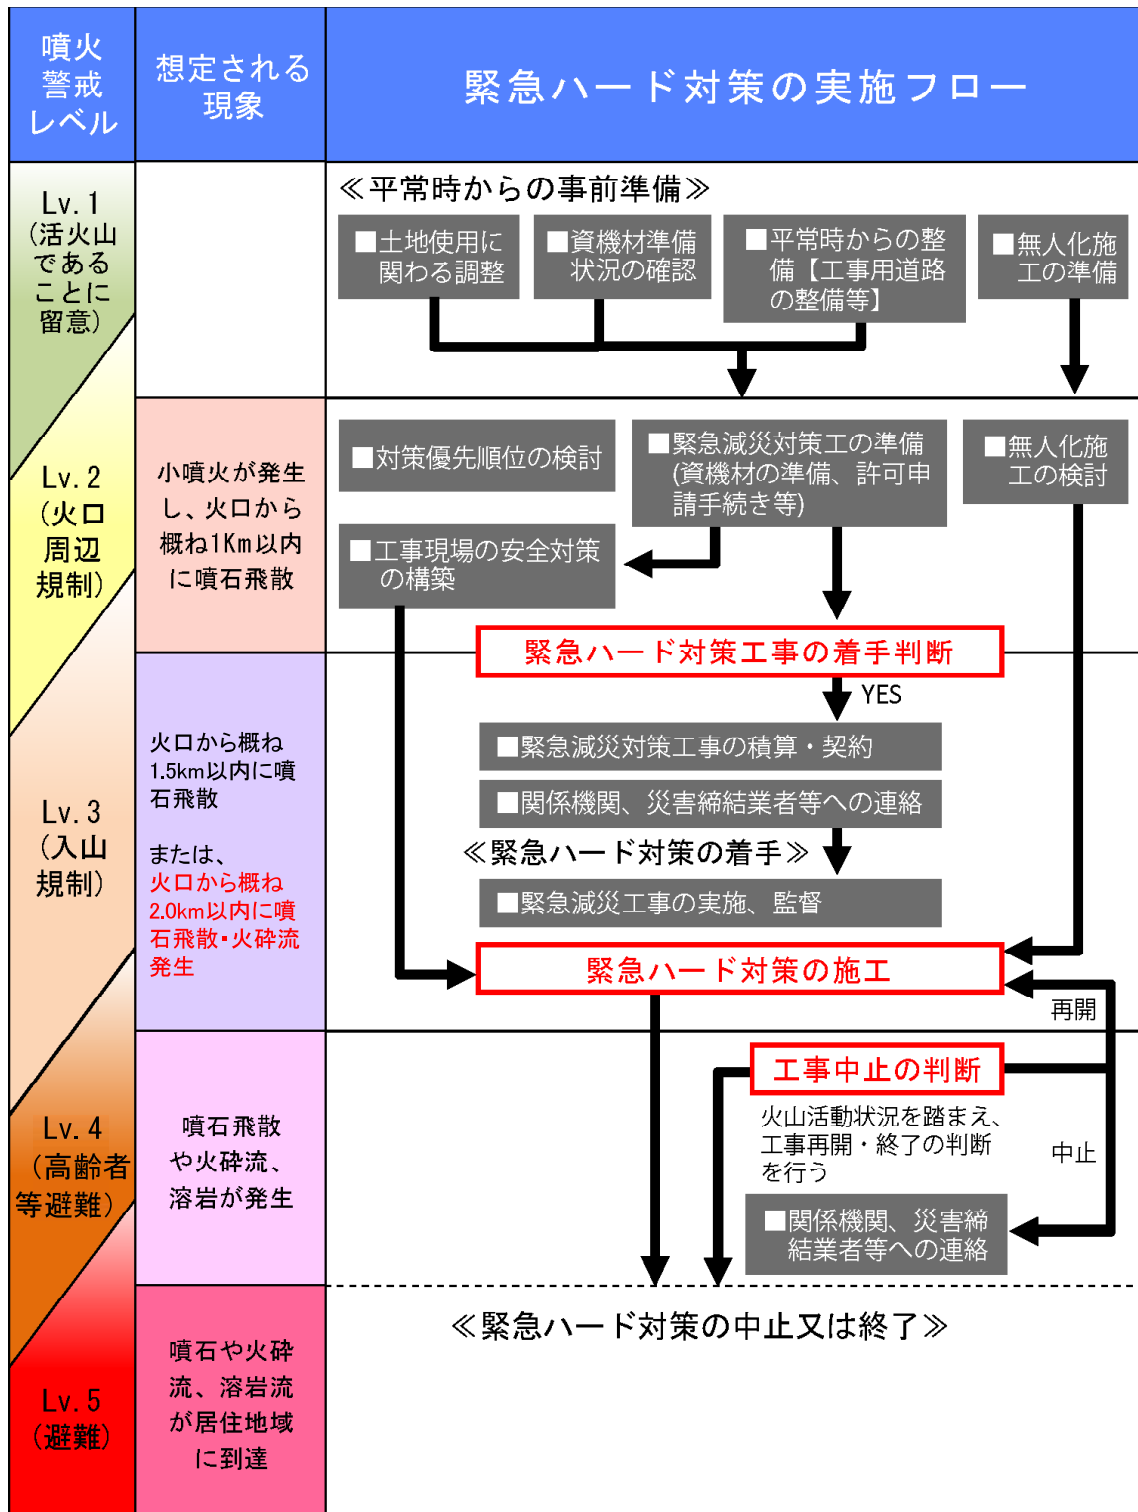 噴火
警戒
レベル
想定される
現象
緊急ハード対策の実施フロー
Lv.1
(活火山
である
ことに
留意)
≪平常時からの事前準備≫
■土地使用に
関わる調整
■資機材準備
状況の確認
■平常時からの整
備【工事用道路
の整備等】
■無人化施
工の準備
Lv.2
(火口
周辺
規制)
小噴火が発生
し、火口から
概ね1Km以内
に噴石飛散
■対策優先順位の検討
■緊急減災対策工の準備
(資機材の準備、許可申
請手続き等)
■無人化施
工の検討
■工事現場の安全対策
の構築
緊急ハード対策工事の着手判断
YES
Lv.3
(入山
規制)
火口から概ね
1.5km以内に噴
石飛散
または、
火口から概ね
2.0km以内に噴
石飛散・火砕流
発生
■緊急減災対策工事の積算・契約
■関係機関、災害締結業者等への連絡
≪緊急ハード対策の着手≫
■緊急減災工事の実施、監督
緊急ハード対策の施工
再開
Lv.4
(高齢者
等避難)
噴石飛散
や火砕流、
溶岩が発生
工事中止の判断
火山活動状況を踏まえ、
工事再開・終了の判断
を行う
中止
■関係機関、災害締
結業者等への連絡
Lv.5
(避難)
噴石や火砕
流、溶岩流
が居住地域
に到達
≪緊急ハード対策の中止又は終了≫